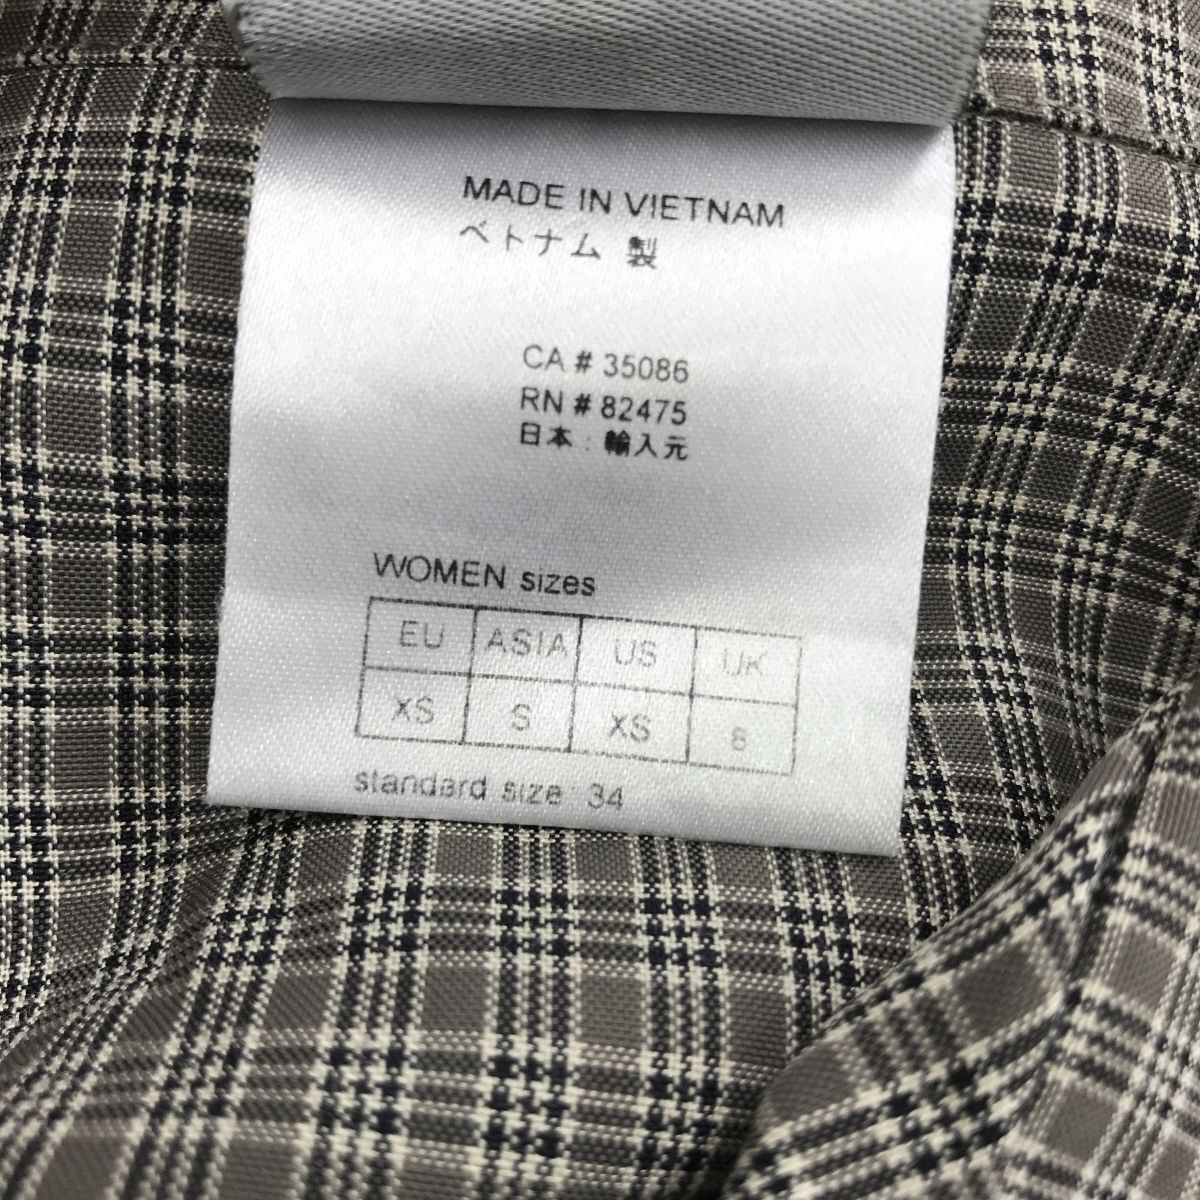 MADE IN VIETNAM
ベトナム 製
CA # 35086
RN # 82475
日本 : 輸入元
WOMEN sizes
EU ASIA US UK
XS S XS 8
standard size 34